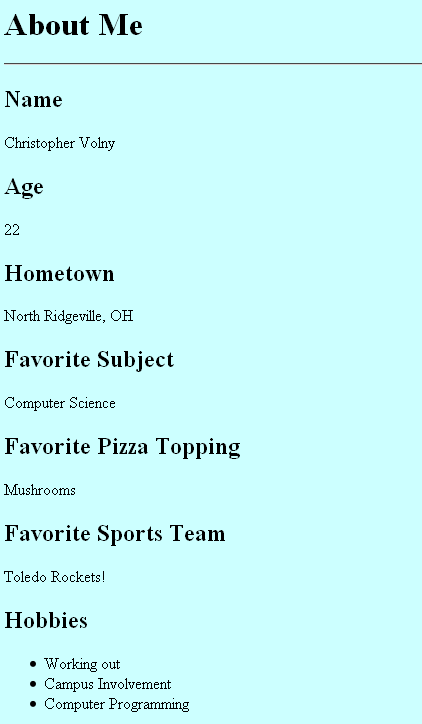 About Me
Name
Christopher Volny
Age
22
Hometown
North Ridgeville, OH
Favorite Subject
Computer Science
Favorite Pizza Topping
Mushrooms
Favorite Sports Team
Toledo Rockets!
Hobbies
• Working out
• Campus Involvement
• Computer Programming